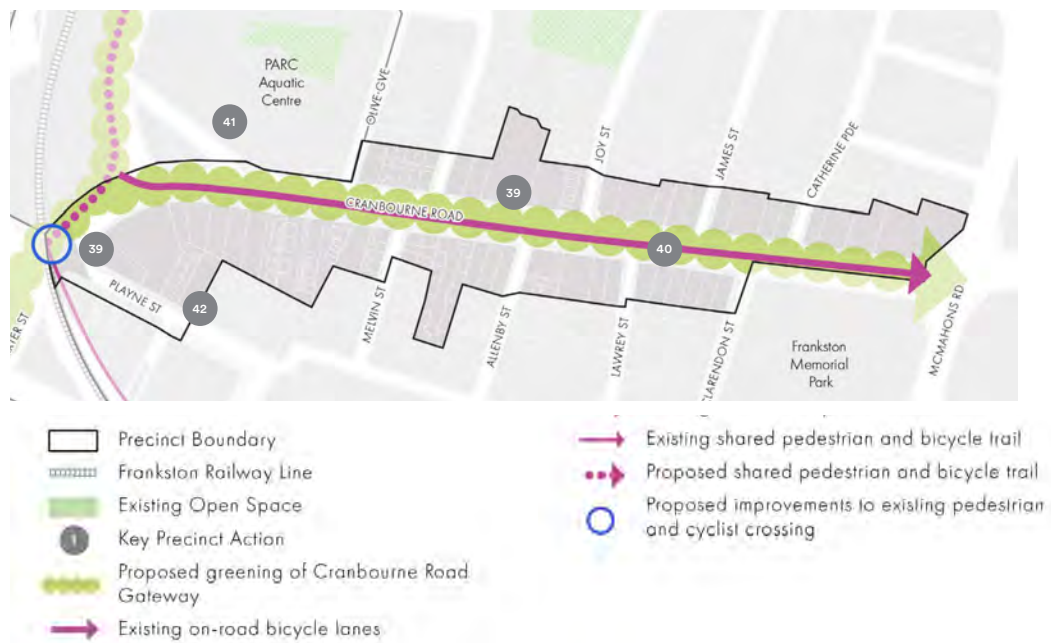 PARC
Aquatic
Centre
OLIVE GVE
41
JOY ST
JAMES ST
CATHERINE PDE
39
CRANBOURNE ROAD
40
39
PLAYNE ST
42
MELVIN ST
ALLENBY ST
LAWREY ST
CLARENDON ST
Frankston
Memorial
Park
MCMAHONS RD
Precinct Boundary
Frankston Railway Line
Existing Open Space
1
Key Precinct Action
Proposed greening of Cranbourne Road
Gateway
Existing on-road bicycle lanes
Existing shared pedestrian and bicycle trail
Proposed shared pedestrian and bicycle trail
Proposed improvements to existing pedestrian
and cyclist crossing